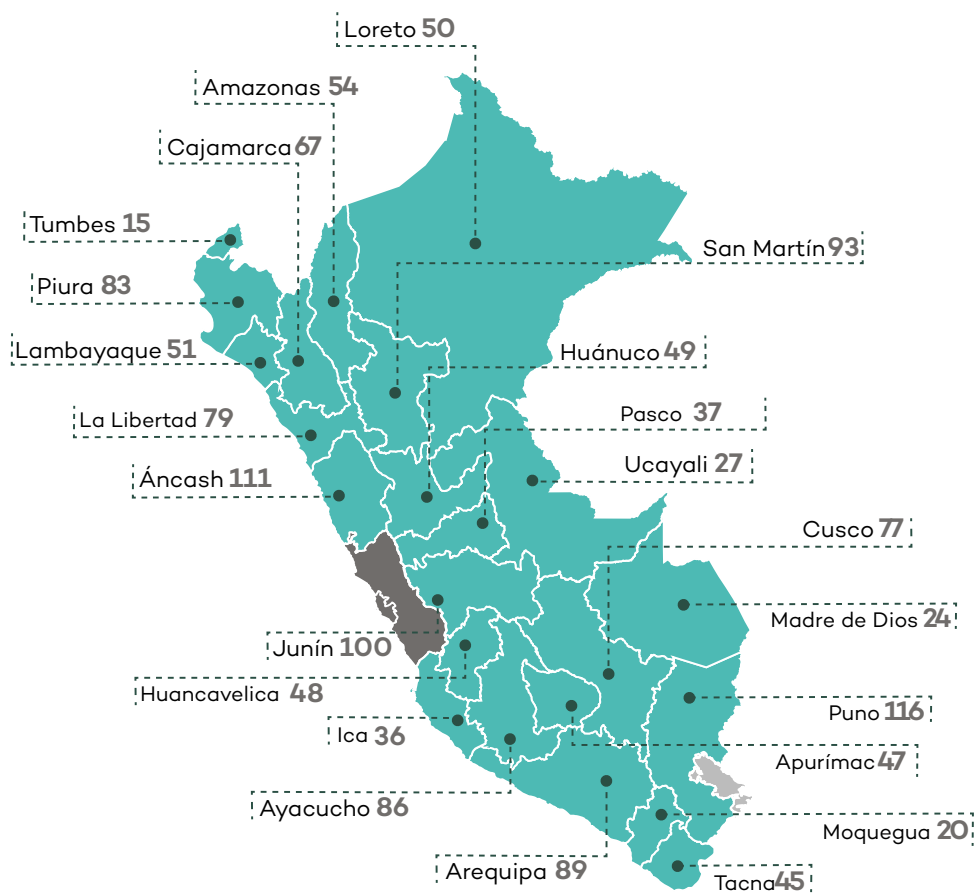 Loreto 50
Amazonas 54
Cajamarca 67
Tumbes 15
San Martín 93
Piura 83
Lambayaque 51
Huánuco 49
La Libertad 79
Pasco 37
Áncash 111
Ucayali 27
Cusco 77
Madre de Dios 24
Junín 100
Huancavelica 48
Puno 116
Ica 36
Apurímac 47
Ayacucho 86
Moquegua 20
Arequipa 89
Tacna 45